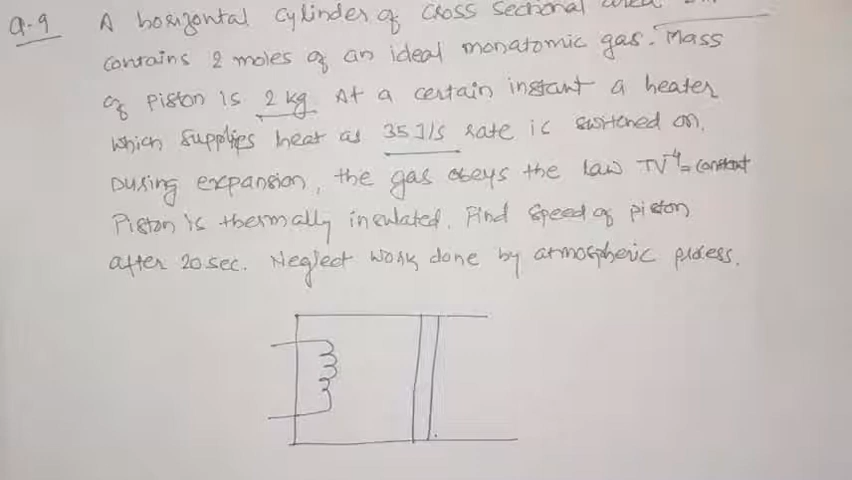 Q.9 A horizontal cylinder of cross sectional area
contains 2 moles of an ideal monatomic gas. Mass
of piston is 2 kg. At a certain instant a heater
which supplies heat at 35 J/s rate is switched on.
During expansion, the gas obeys the law TV⁻⁴=constant
Piston is thermally insulated. Find speed of piston
after 20 sec. Neglect work done by atmospheric process.